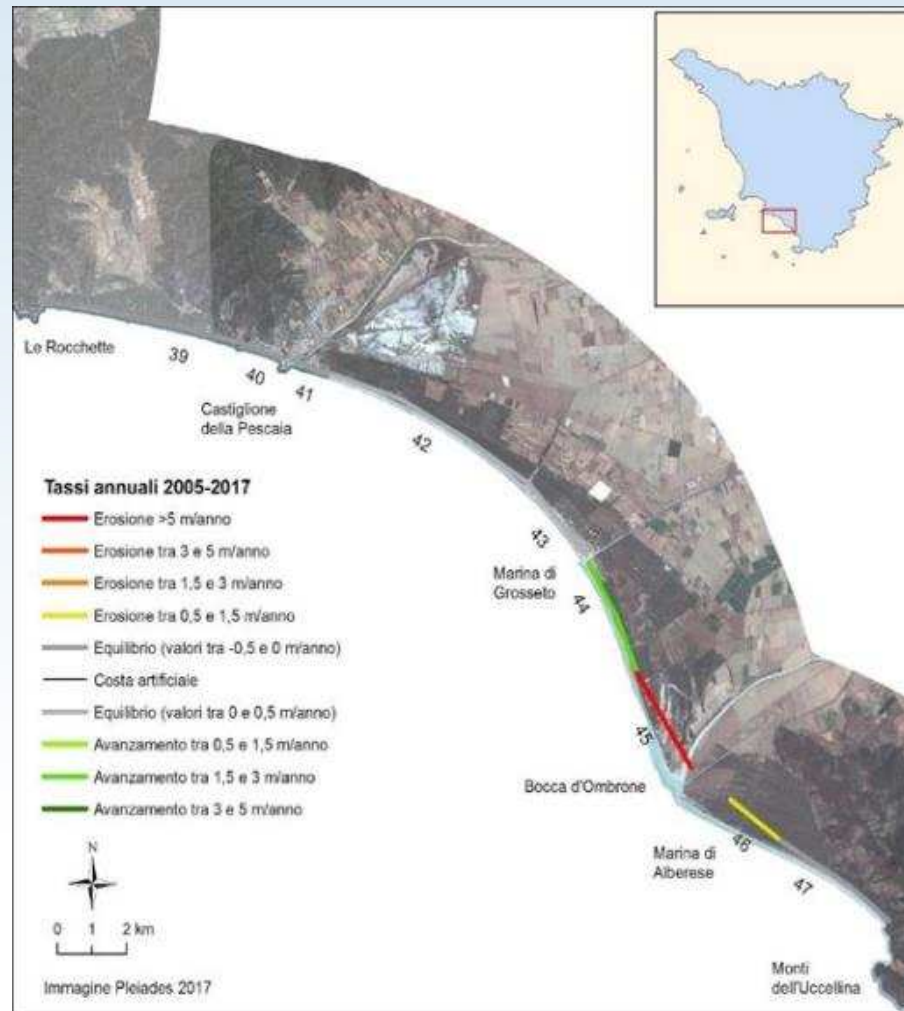 Le Rocchette
39
40
41
Castiglione
della Pescaia
42
43
Marina di
Grosseto
44
45
Bocca d'Ombrone
46
Marina di
Alberese
47
Monti
dell'Uccellina
Tassi annuali 2005-2017
Erosione >5 m/anno
Erosione tra 3 e 5 m/anno
Erosione tra 1,5 e 3 m/anno
Erosione tra 0,5 e 1,5 m/anno
Equilibrio (valori tra -0,5 e 0 m/anno)
Costa artificiale
Equilibrio (valori tra 0 e 0,5 m/anno)
Avanzamento tra 0,5 e 1,5 m/anno
Avanzamento tra 1,5 e 3 m/anno
Avanzamento tra 3 e 5 m/anno
N
0 1 2 km
Immagine Pleiades 2017